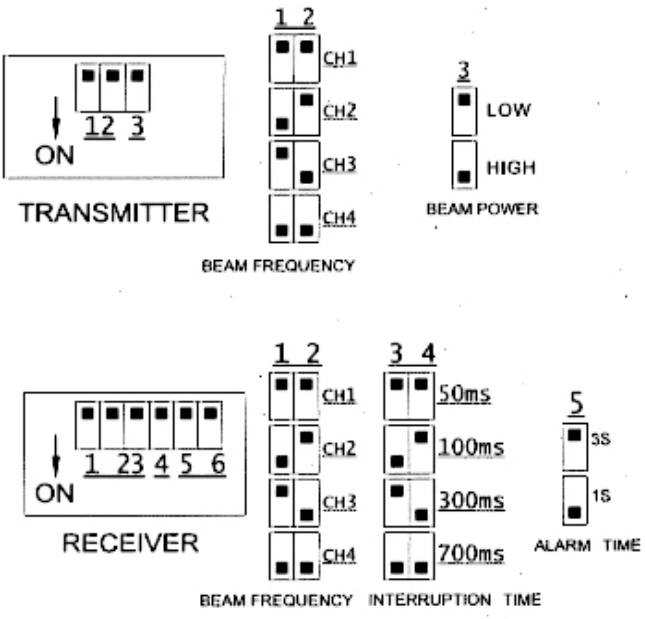 1 2
CH1
CH2
CH3
CH4
BEAM FREQUENCY
3
LOW
HIGH
BEAM POWER
12 3
ON
TRANSMITTER
1 2
CH1
CH2
CH3
CH4
BEAM FREQUENCY
3 4
50ms
100ms
300ms
700ms
INTERRUPTION TIME
5
1S
ALARM TIME
1 23 4 5 6
ON
RECEIVER